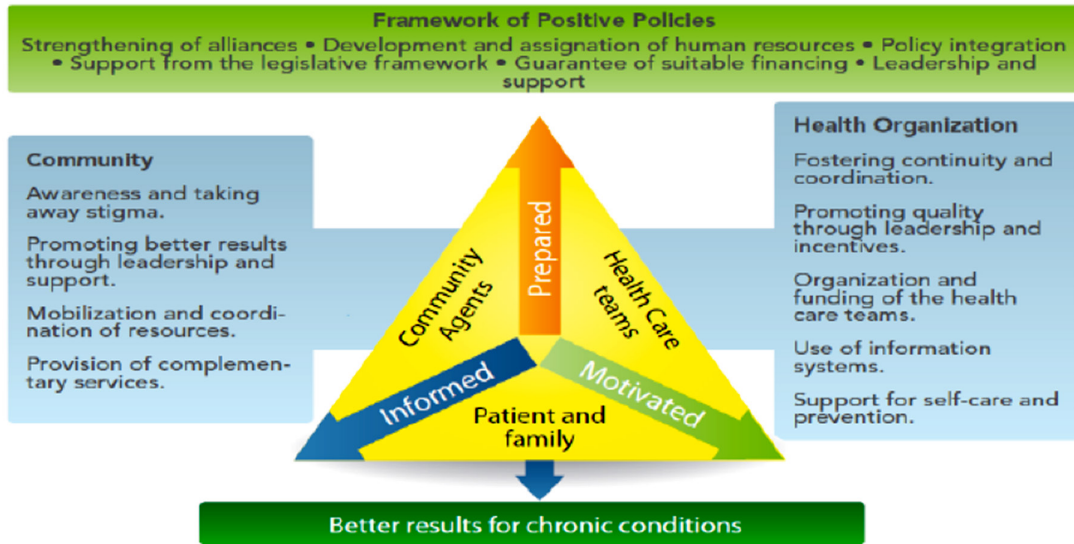 Framework of Positive Policies
Strengthening of alliances • Development and assignation of human resources • Policy integration
• Support from the legislative framework • Guarantee of suitable financing • Leadership and
support
Community
Awareness and taking
away stigma.
Promoting better results
through leadership and
support.
Mobilization and coordi-
nation of resources.
Provision of complemen-
tary services.
Community
Agents
Prepared
Health Care
teams
Informed
Motivated
Patient and
family
Health Organization
Fostering continuity and
coordination.
Promoting quality
through leadership and
incentives.
Organization and
funding of the health
care teams.
Use of information
systems.
Support for self-care and
prevention.
Better results for chronic conditions